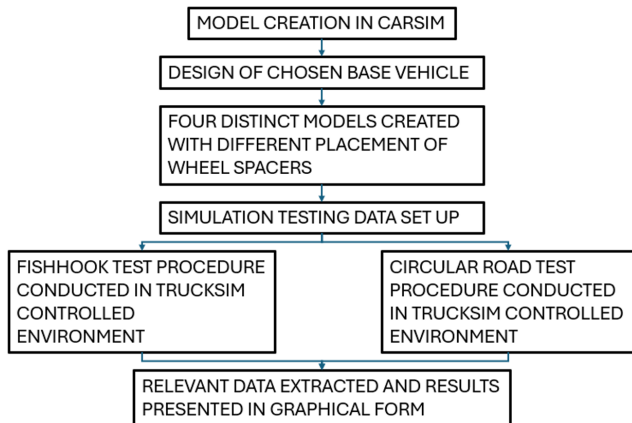 MODEL CREATION IN CARSIM
DESIGN OF CHOSEN BASE VEHICLE
FOUR DISTINCT MODELS CREATED
WITH DIFFERENT PLACEMENT OF
WHEEL SPACERS
SIMULATION TESTING DATA SET UP
FISHHOOK TEST PROCEDURE
CONDUCTED IN TRUCKSIM
CONTROLLED
ENVIRONMENT
CIRCULAR ROAD TEST
PROCEDURE CONDUCTED
IN TRUCKSIM CONTROLLED
ENVIRONMENT
RELEVANT DATA EXTRACTED AND RESULTS
PRESENTED IN GRAPHICAL FORM